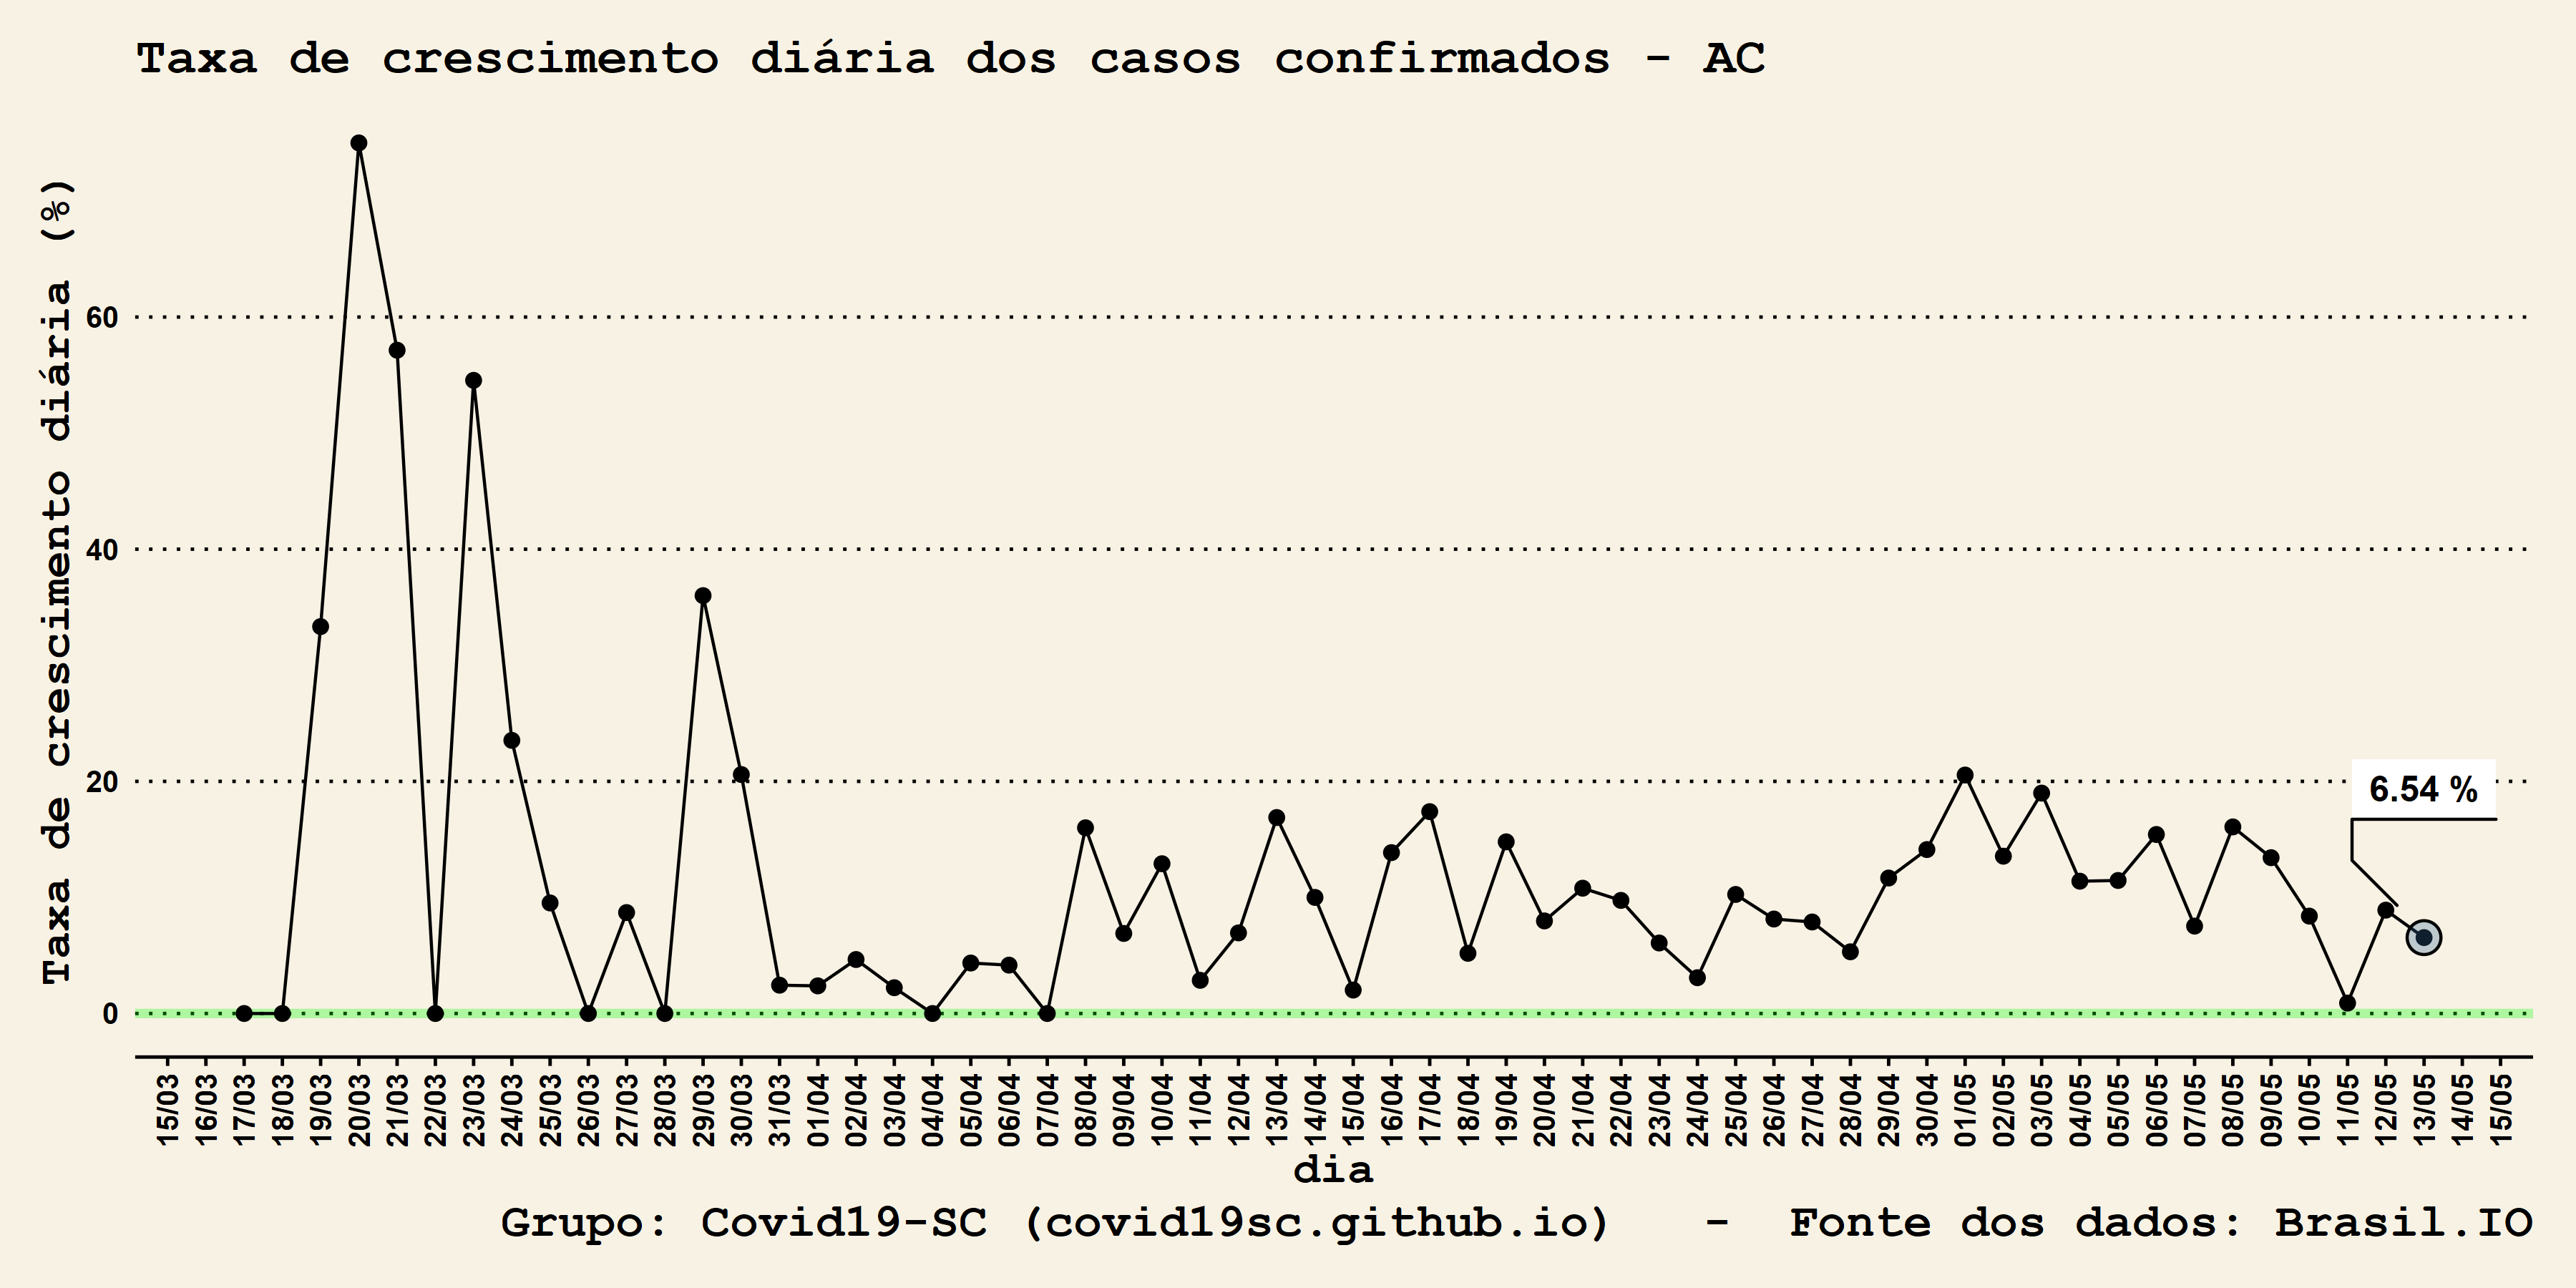 Taxa de crescimento diária dos casos confirmados - AC
Taxa de crescimento diária (%)
60
40
20
0
6.54 %
15/03 16/03 17/03 18/03 19/03 20/03 21/03 22/03 23/03 24/03 25/03 26/03 27/03 28/03 29/03 30/03 31/03 01/04 02/04 03/04 04/04 05/04 06/04 07/04 08/04 09/04 10/04 11/04 12/04 13/04 14/04 15/04 16/04 17/04 18/04 19/04 20/04 21/04 22/04 23/04 24/04 25/04 26/04 27/04 28/04 29/04 30/04 01/05 02/05 03/05 04/05 05/05 06/05 07/05 08/05 09/05 10/05 11/05 12/05 13/05 14/05 15/05
dia
Grupo: Covid19-SC (covid19sc.github.io) - Fonte dos dados: Brasil.IO